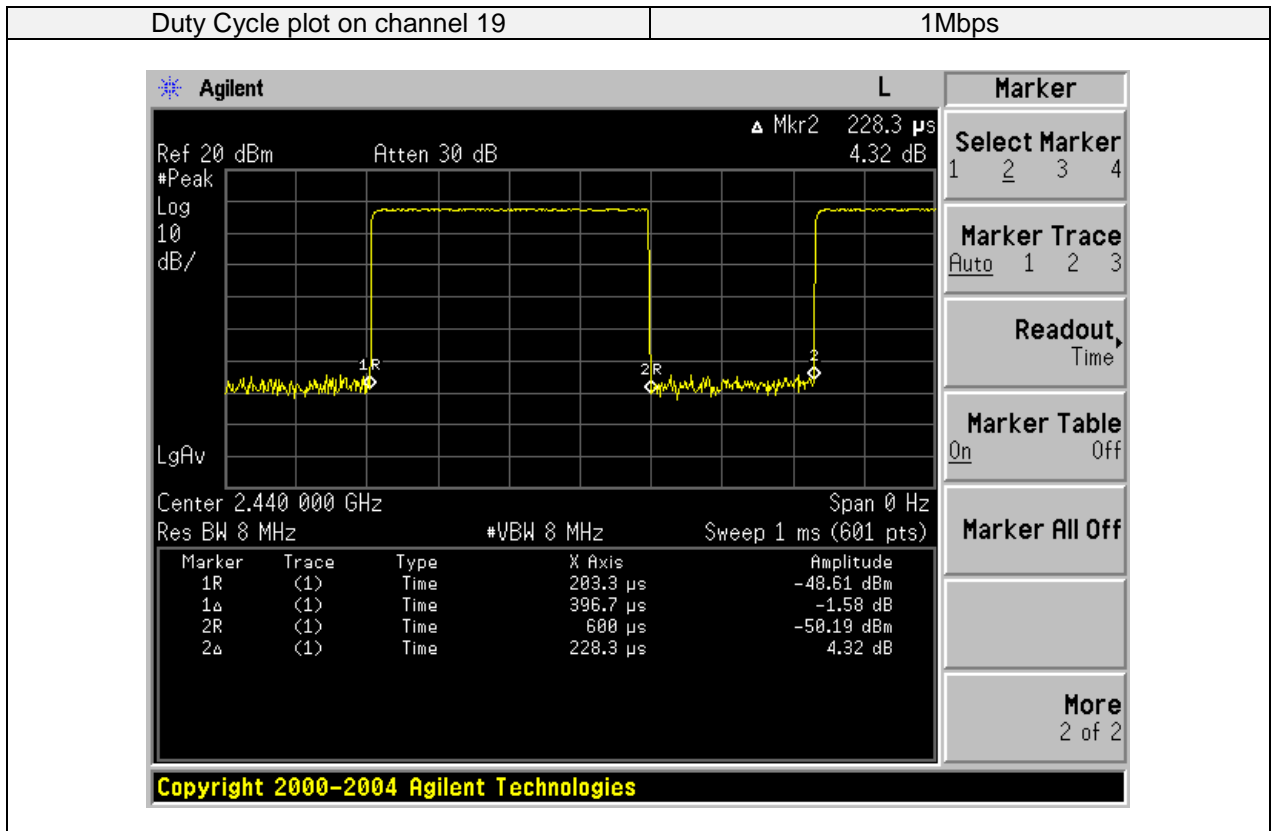 Duty Cycle plot on channel 19 1Mbps
Agilent L Marker
Δ Mkr2 228.3 µs
Ref 20 dBm Atten 30 dB 4.32 dB
Select Marker
1 2 3 4
#Peak
Log
10
dB/
Marker Trace
Auto 1 2 3
Readout
Time
1R
2R
2
Marker Table
On Off
LgAv
Center 2.440 000 GHz Span 0 Hz
Res BW 8 MHz #VBW 8 MHz Sweep 1 ms (601 pts)
Marker All Off
Marker Trace Type X Axis Amplitude
1R (1) Time 203.3 µs -48.61 dBm
1Δ (1) Time 396.7 µs -1.58 dB
2R (1) Time 600 µs -50.19 dBm
2Δ (1) Time 228.3 µs 4.32 dB
More
2 of 2
Copyright 2000-2004 Agilent Technologies